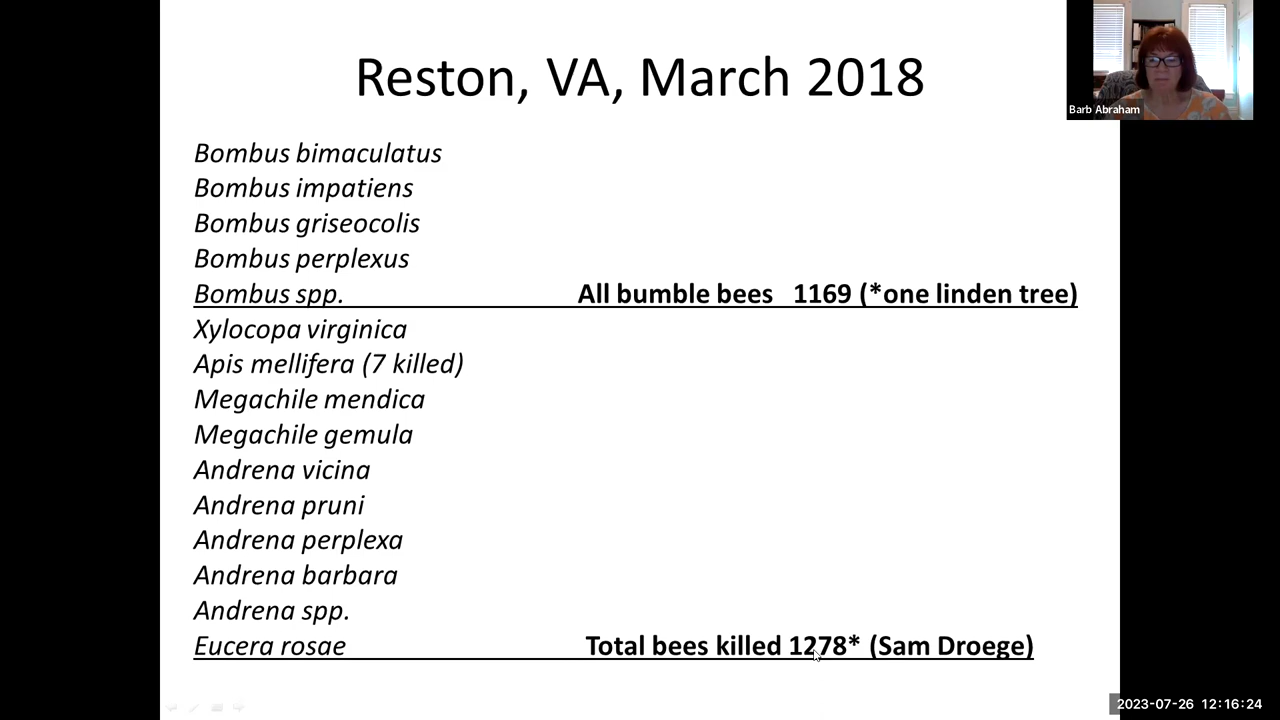 Reston, VA, March 2018
Barb Abraham
Bombus bimaculatus
Bombus impatiens
Bombus griseocolis
Bombus perplexus
Bombus spp. All bumble bees 1169 (*one linden tree)
Xylocopa virginica
Apis mellifera (7 killed)
Megachile mendica
Megachile gemula
Andrena vicina
Andrena pruni
Andrena perplexa
Andrena barbara
Andrena spp.
Eucera rosae Total bees killed 1278* (Sam Droege)
2023-07-26 12:16:24